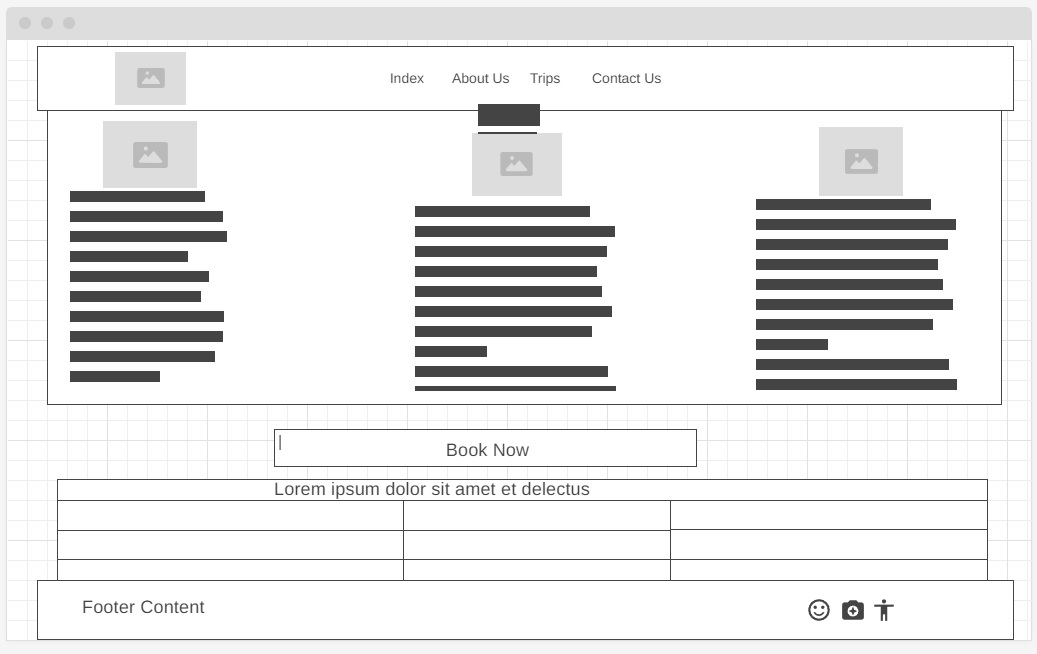 Index About Us Trips Contact Us
Book Now
Lorem ipsum dolor sit amet et delectus
Footer Content